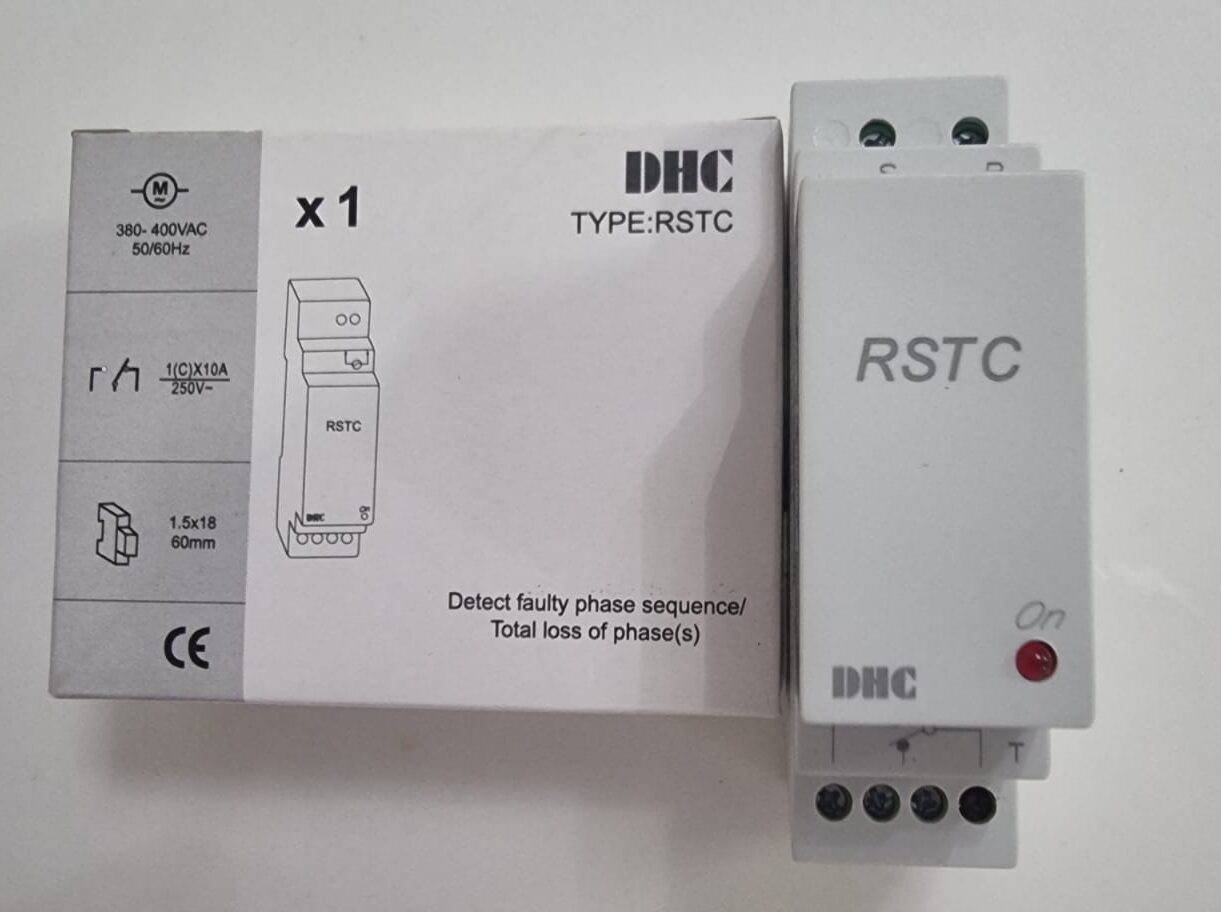 M
380- 400VAC
50/60Hz
1(C)X10A
250V~
1.5x18
60mm
CE
x 1
DHC
TYPE:RSTC
RSTC
DHC
On
Detect faulty phase sequence/
Total loss of phase(s)
S R
RSTC
On
DHC
T